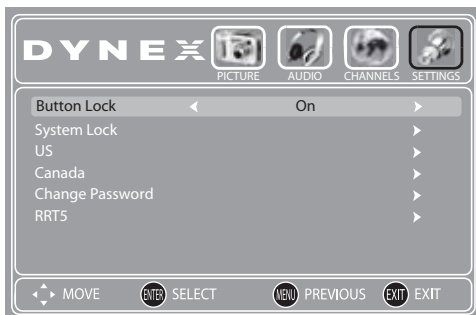 DYNEX
PICTURE AUDIO CHANNELS SETTINGS
Button Lock On
System Lock
US
Canada
Change Password
RRT5
MOVE ENTER SELECT MENU PREVIOUS EXIT EXIT